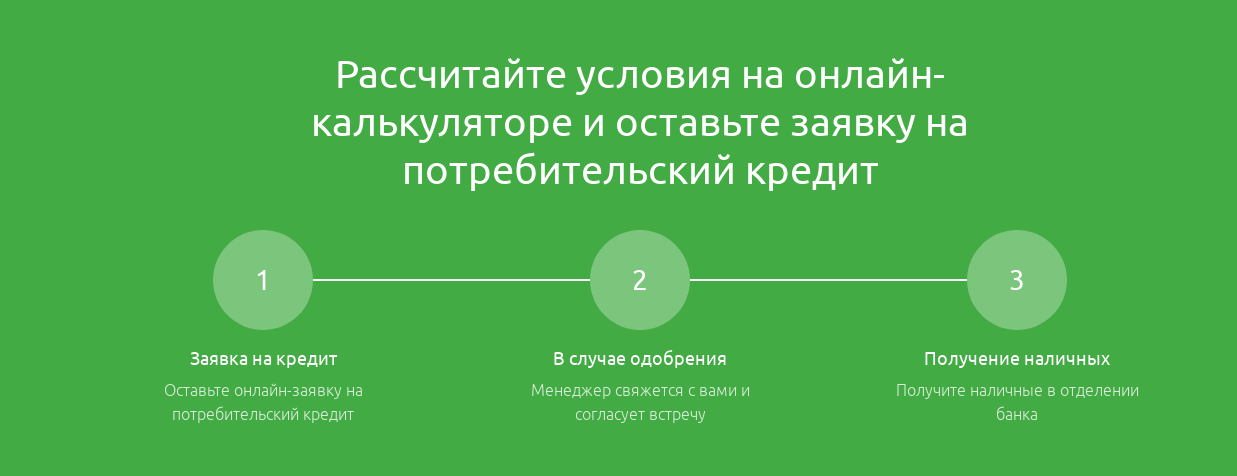 Рассчитайте условия на онлайн-
калькуляторе и оставьте заявку на
потребительский кредит
1
2
3
Заявка на кредит
Оставьте онлайн-заявку на
потребительский кредит
В случае одобрения
Менеджер свяжется с вами и
согласует встречу
Получение наличных
Получите наличные в отделении
банка